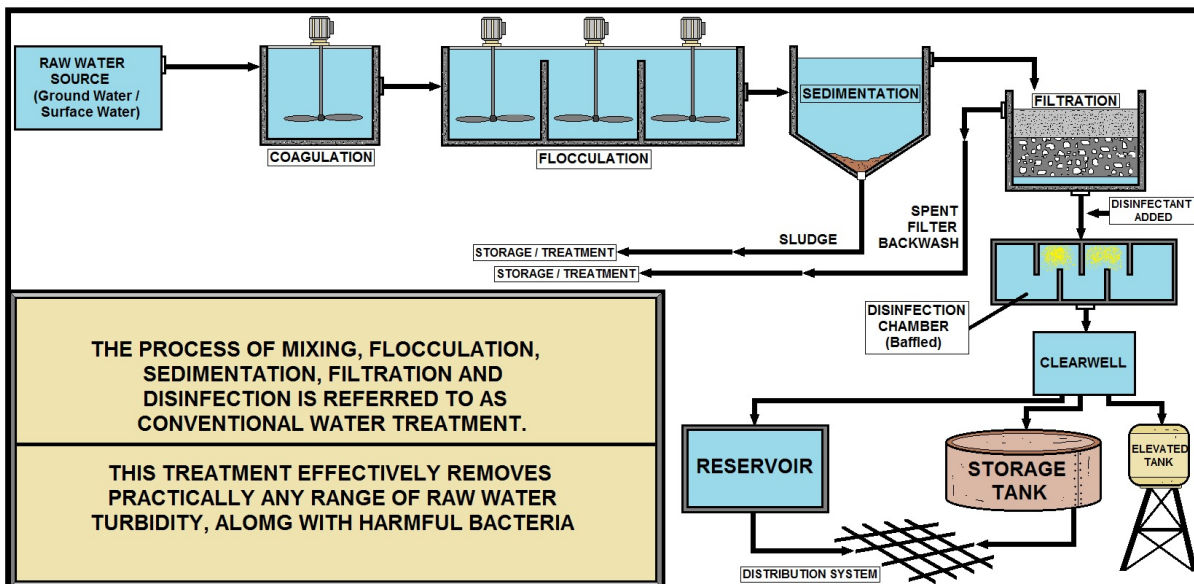 RAW WATER
SOURCE
(Ground Water /
Surface Water)
COAGULATION
FLOCCULATION
SEDIMENTATION
FILTRATION
DISINFECTANT
ADDED
SPENT
FILTER
BACKWASH
SLUDGE
STORAGE / TREATMENT
STORAGE / TREATMENT
DISINFECTION
CHAMBER
(Baffled)
CLEARWELL
RESERVOIR
STORAGE
TANK
ELEVATED
TANK
DISTRIBUTION SYSTEM
THE PROCESS OF MIXING, FLOCCULATION,
SEDIMENTATION, FILTRATION AND
DISINFECTION IS REFERRED TO AS
CONVENTIONAL WATER TREATMENT.
THIS TREATMENT EFFECTIVELY REMOVES
PRACTICALLY ANY RANGE OF RAW WATER
TURBIDITY, ALOMG WITH HARMFUL BACTERIA